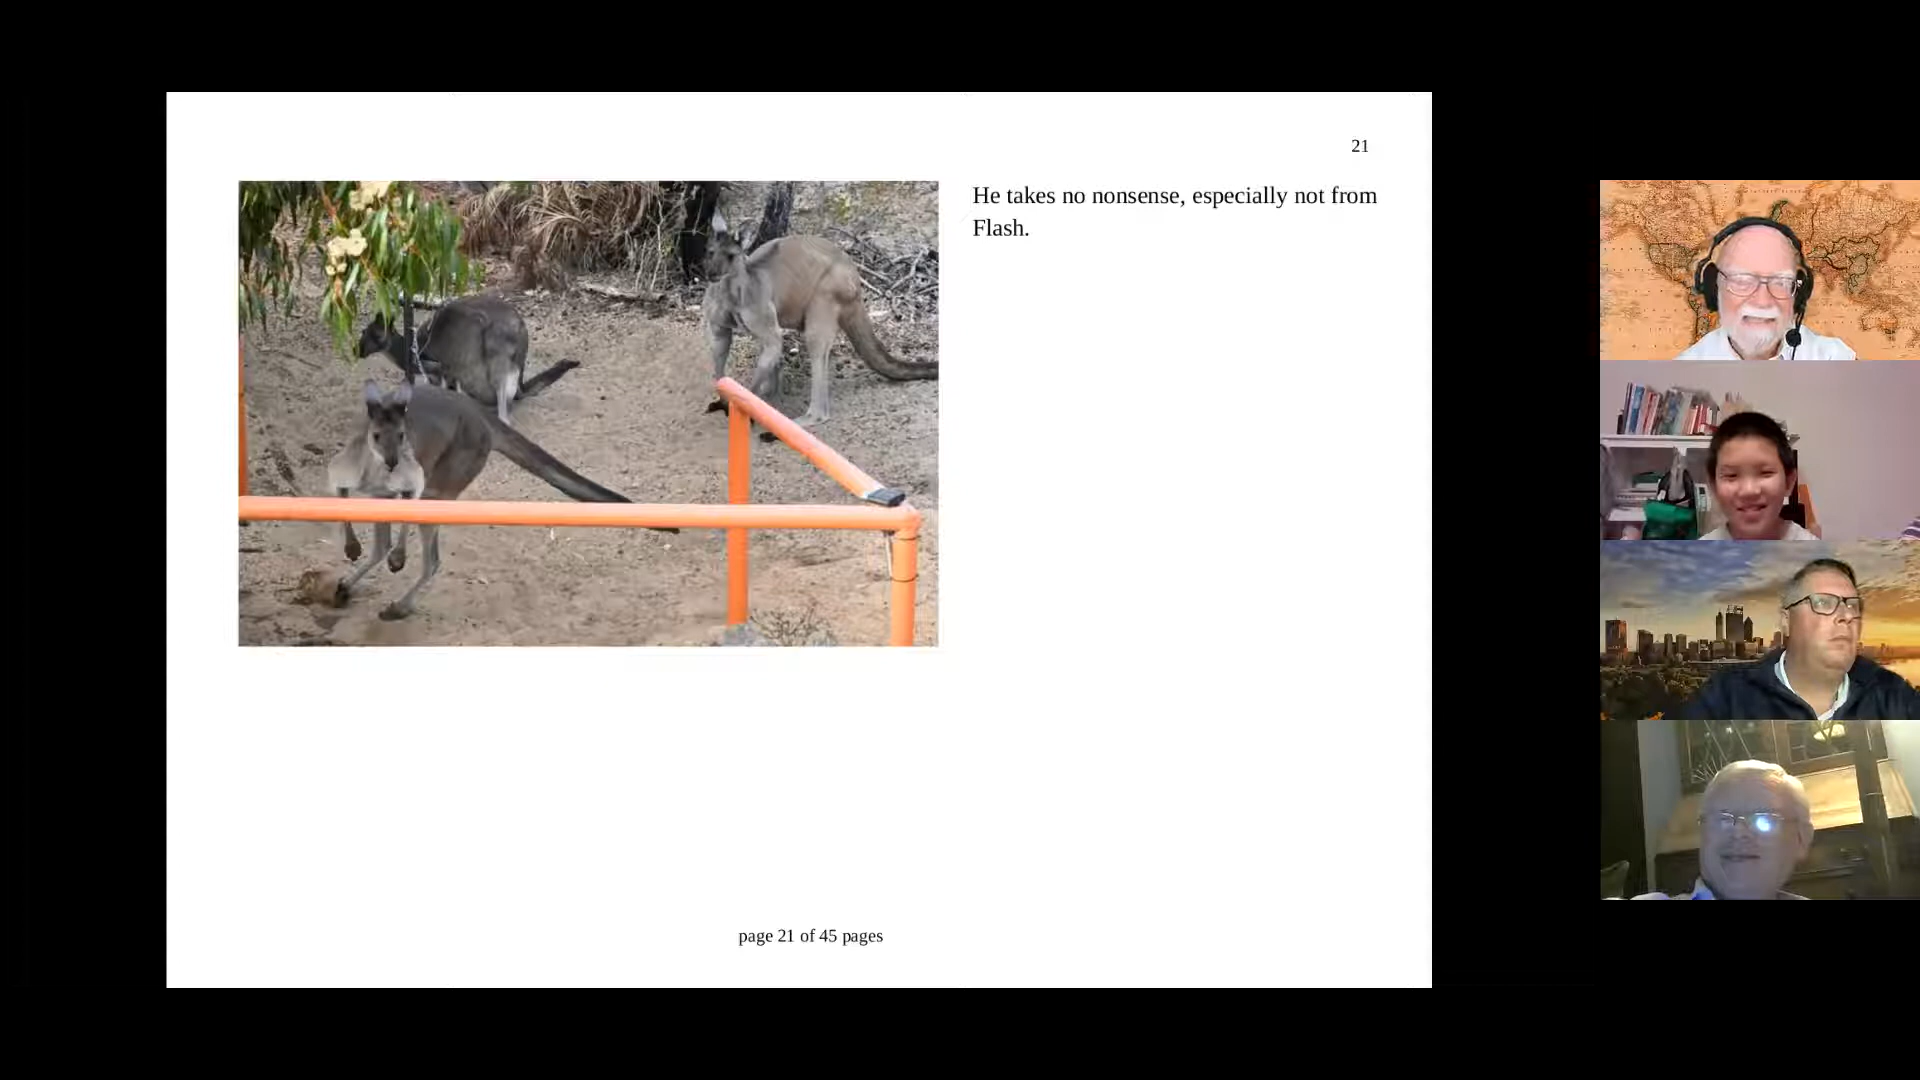 21
He takes no nonsense, especially not from
Flash.
page 21 of 45 pages